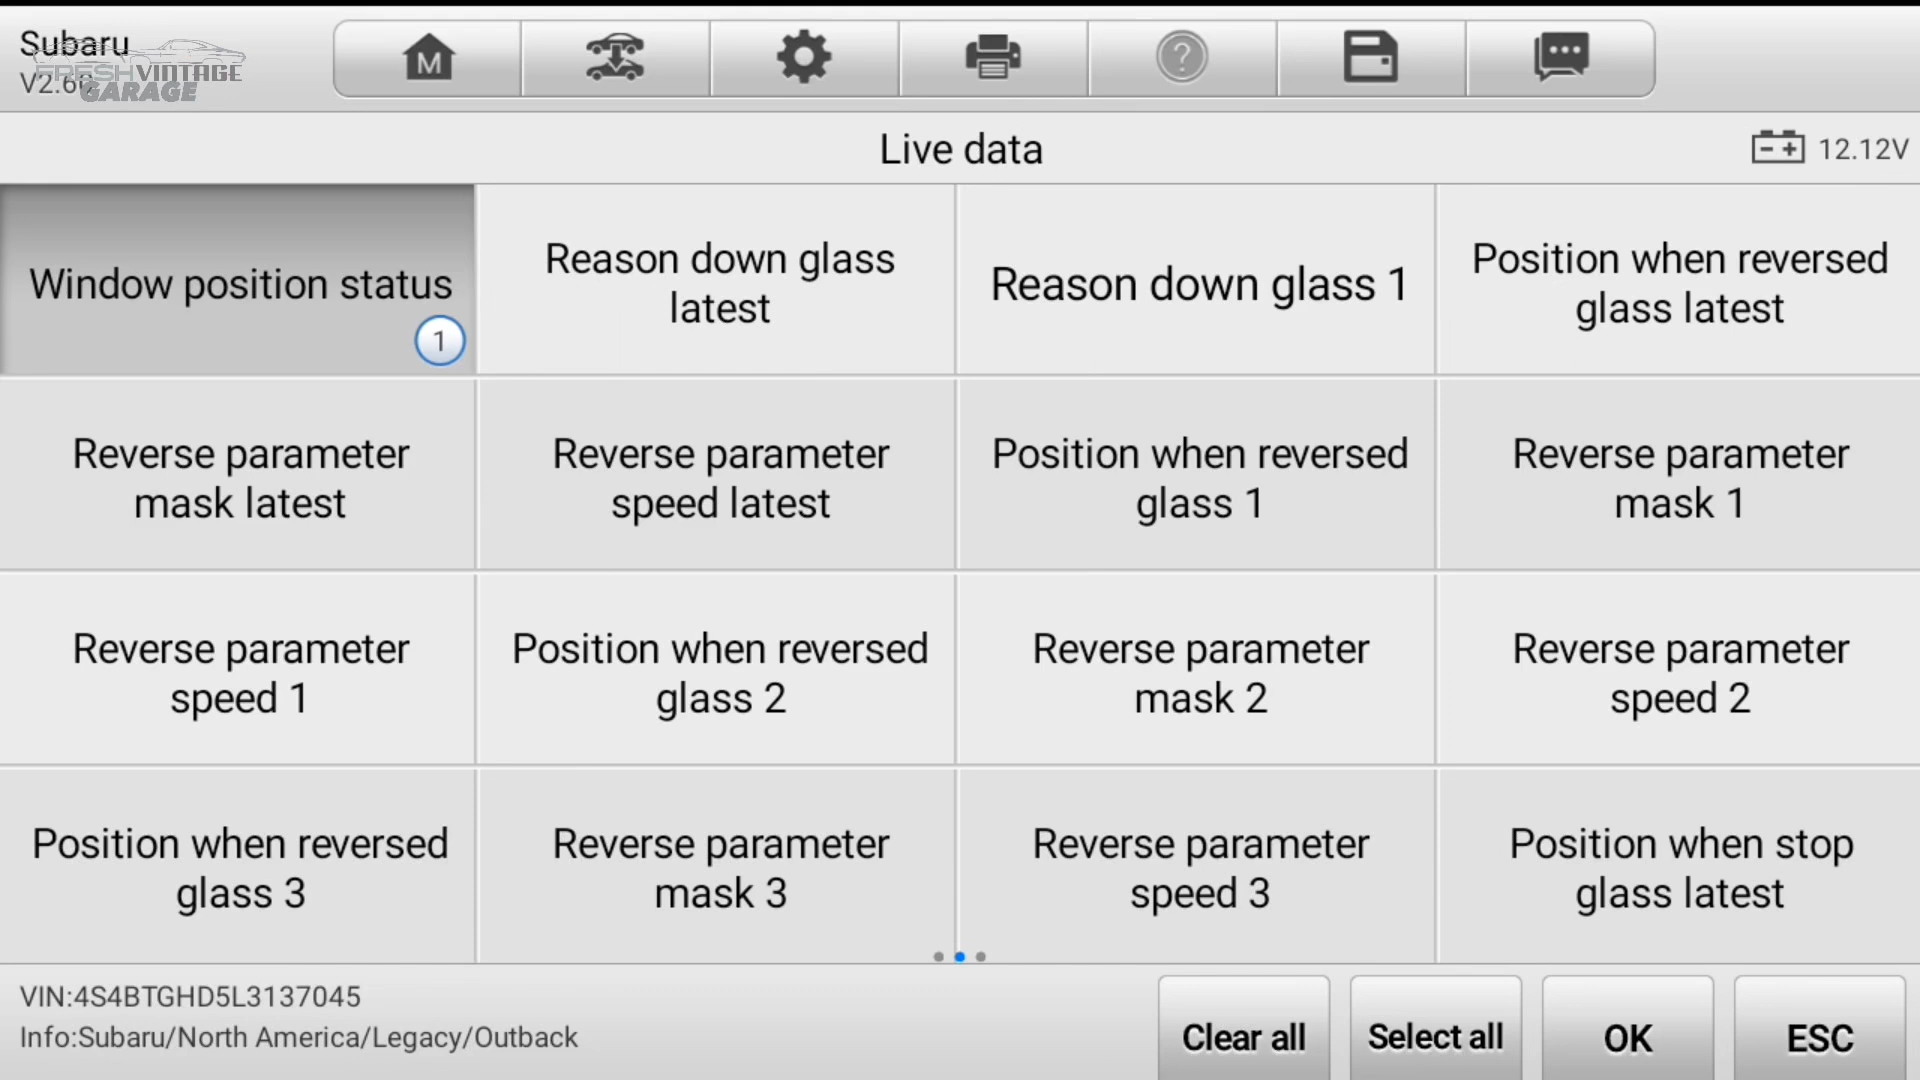 Subaru
V2.60
FRESH VINTAGE
GARAGE
M
?
Live data
12.12V
Window position status
1
Reason down glass
latest
Reason down glass 1
Position when reversed
glass latest
Reverse parameter
mask latest
Reverse parameter
speed latest
Position when reversed
glass 1
Reverse parameter
mask 1
Reverse parameter
speed 1
Position when reversed
glass 2
Reverse parameter
mask 2
Reverse parameter
speed 2
Position when reversed
glass 3
Reverse parameter
mask 3
Reverse parameter
speed 3
Position when stop
glass latest
VIN:4S4BTGHD5L3137045
Info:Subaru/North America/Legacy/Outback
Clear all
Select all
OK
ESC